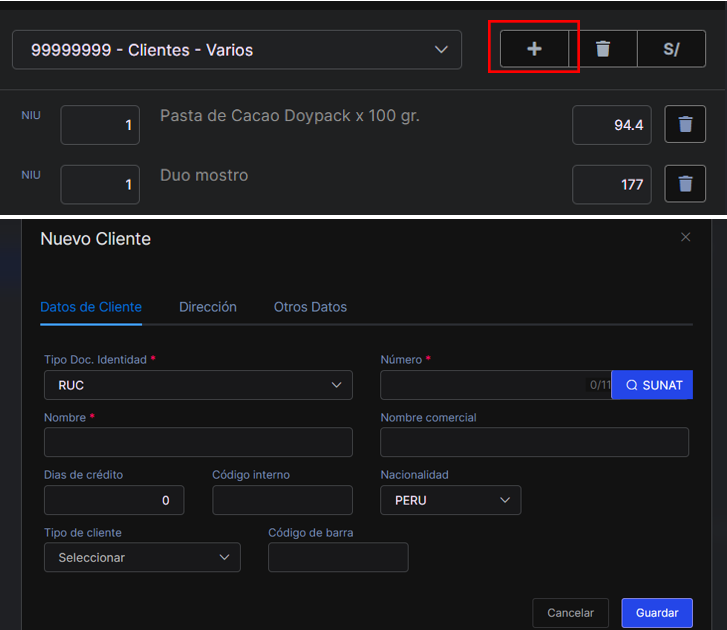 99999999 - Clientes - Varios
+
S/
NIU
1
Pasta de Cacao Doypack x 100 gr.
94.4
NIU
1
Duo mostro
177
Nuevo Cliente
Datos de Cliente
Dirección
Otros Datos
Tipo Doc. Identidad *
Número *
RUC
0/11
SUNAT
Nombre *
Nombre comercial
Dias de crédito
Código interno
Nacionalidad
0
PERU
Tipo de cliente
Código de barra
Seleccionar
Cancelar
Guardar